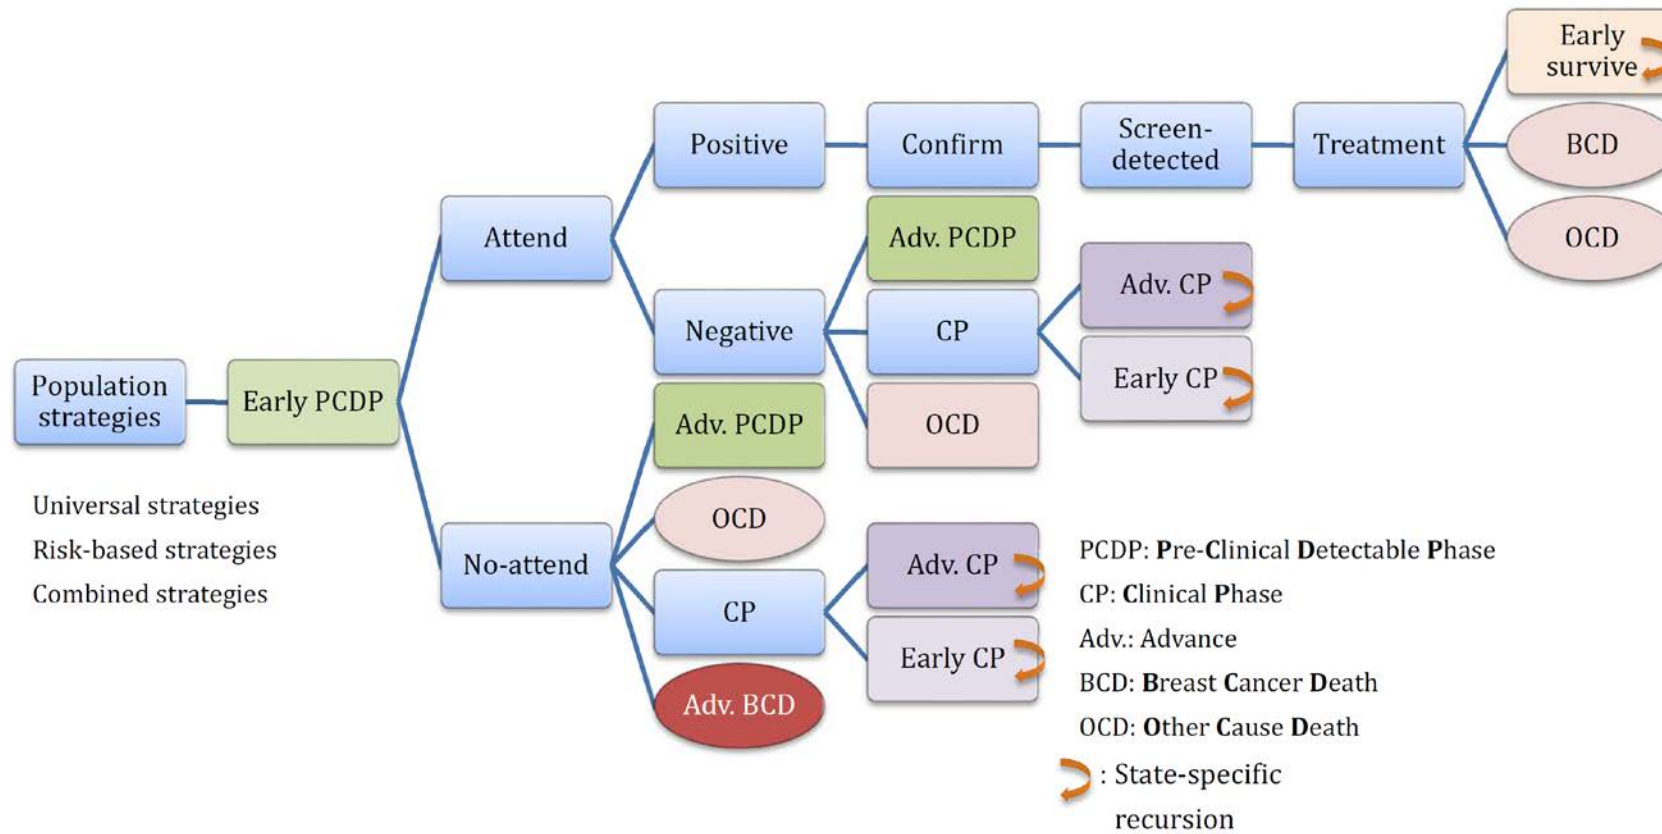 Early
survive
Positive
Confirm
Screen-
detected
Treatment
BCD
Attend
Adv. PCDP
OCD
Adv. CP
Negative
CP
Population
strategies
Early PCDP
Early CP
Adv. PCDP
OCD
Universal strategies
OCD
Risk-based strategies
No-attend
Adv. CP
PCDP: Pre-Clinical Detectable Phase
Combined strategies
CP
CP: Clinical Phase
Adv.: Advance
Early CP
BCD: Breast Cancer Death
Adv. BCD
OCD: Other Cause Death
: State-specific
recursion